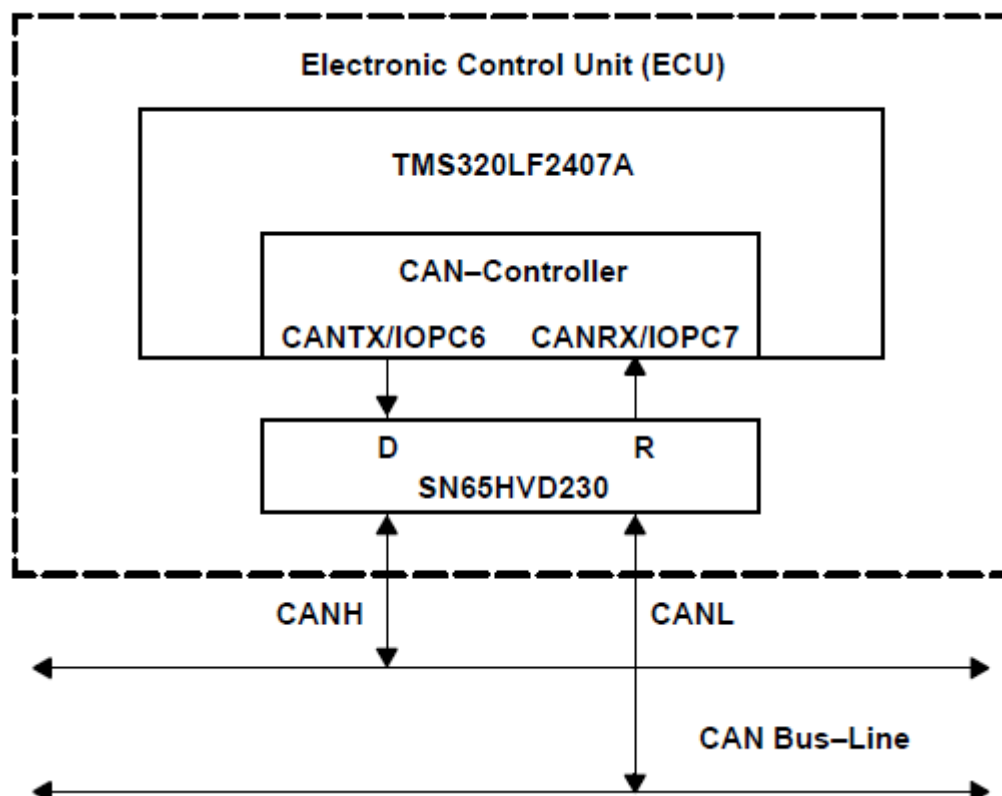 Electronic Control Unit (ECU)
TMS320LF2407A
CAN–Controller
CANTX/IOPC6 CANRX/IOPC7
D R
SN65HVD230
CANH CANL
CAN Bus–Line